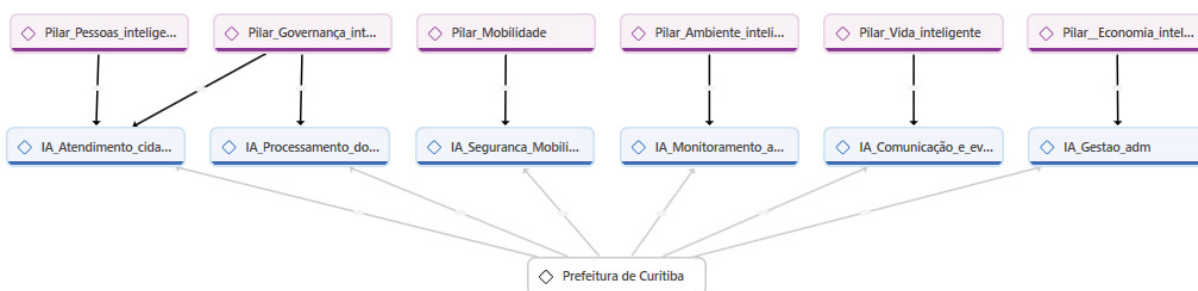 Pilar_Pessoas_intelige...
Pilar_Governança_int...
Pilar_Mobilidade
Pilar_Ambiente_inteli...
Pilar_Vida_inteligente
Pilar__Economia_intel...
IA_Atendimento_cida...
IA_Processamento_do...
IA_Seguranca_Mobili...
IA_Monitoramento_a...
IA_Comunicação_e_ev...
IA_Gestao_adm
Prefeitura de Curitiba